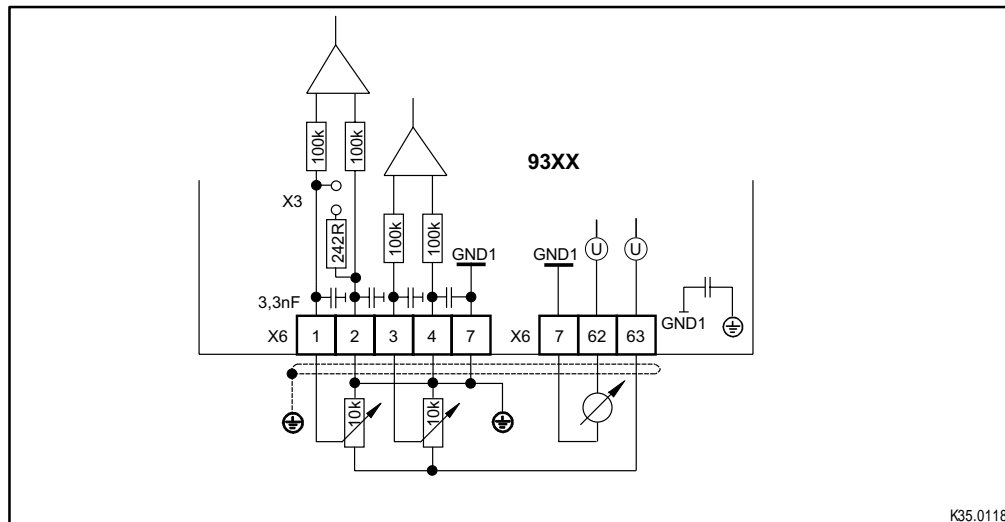 100k
100k
93XX
X3
242R
100k
100k
GND1
GND1
U
U
3,3nF
GND1
X6
1
2
3
4
7
X6
7
62
63
10k
10k
K35.0118